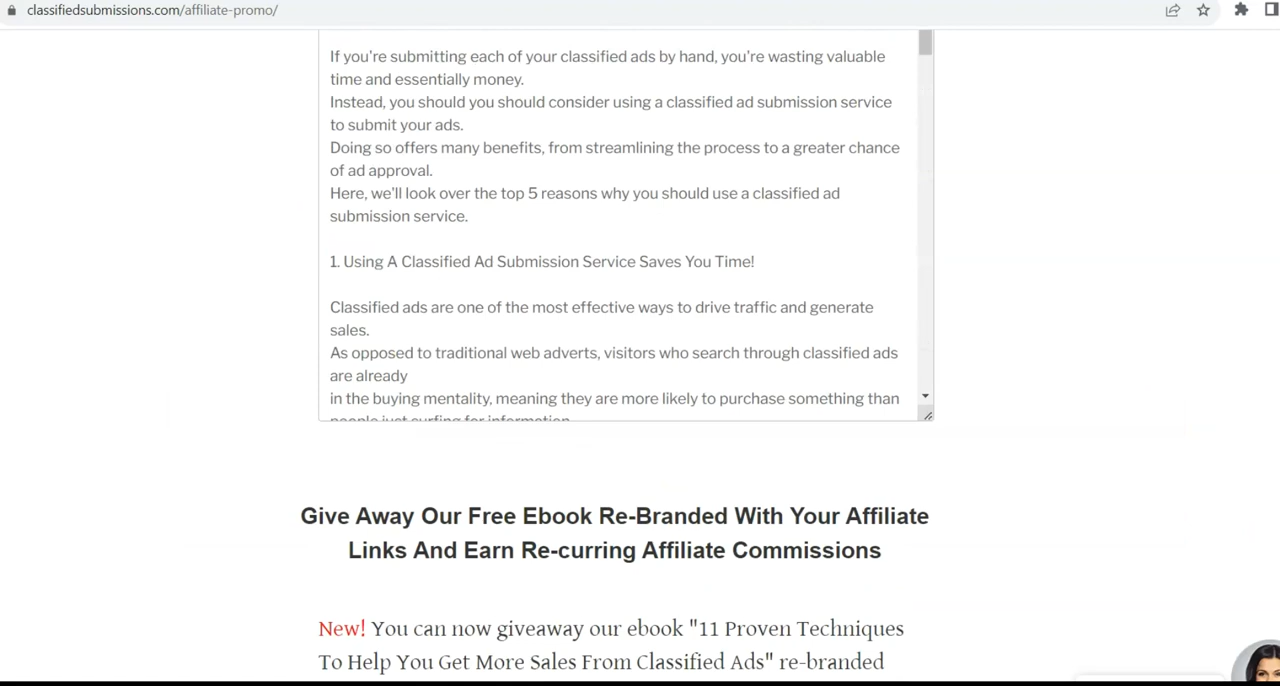 classifiedsubmissions.com/affiliate-promo/
If you're submitting each of your classified ads by hand, you're wasting valuable
time and essentially money.
Instead, you should you should consider using a classified ad submission service
to submit your ads.
Doing so offers many benefits, from streamlining the process to a greater chance
of ad approval.
Here, we'll look over the top 5 reasons why you should use a classified ad
submission service.
1. Using A Classified Ad Submission Service Saves You Time!
Classified ads are one of the most effective ways to drive traffic and generate
sales.
As opposed to traditional web adverts, visitors who search through classified ads
are already
in the buying mentality, meaning they are more likely to purchase something than
people just surfing for information.
Give Away Our Free Ebook Re-Branded With Your Affiliate
Links And Earn Re-curring Affiliate Commissions
New! You can now giveaway our ebook "11 Proven Techniques
To Help You Get More Sales From Classified Ads" re-branded